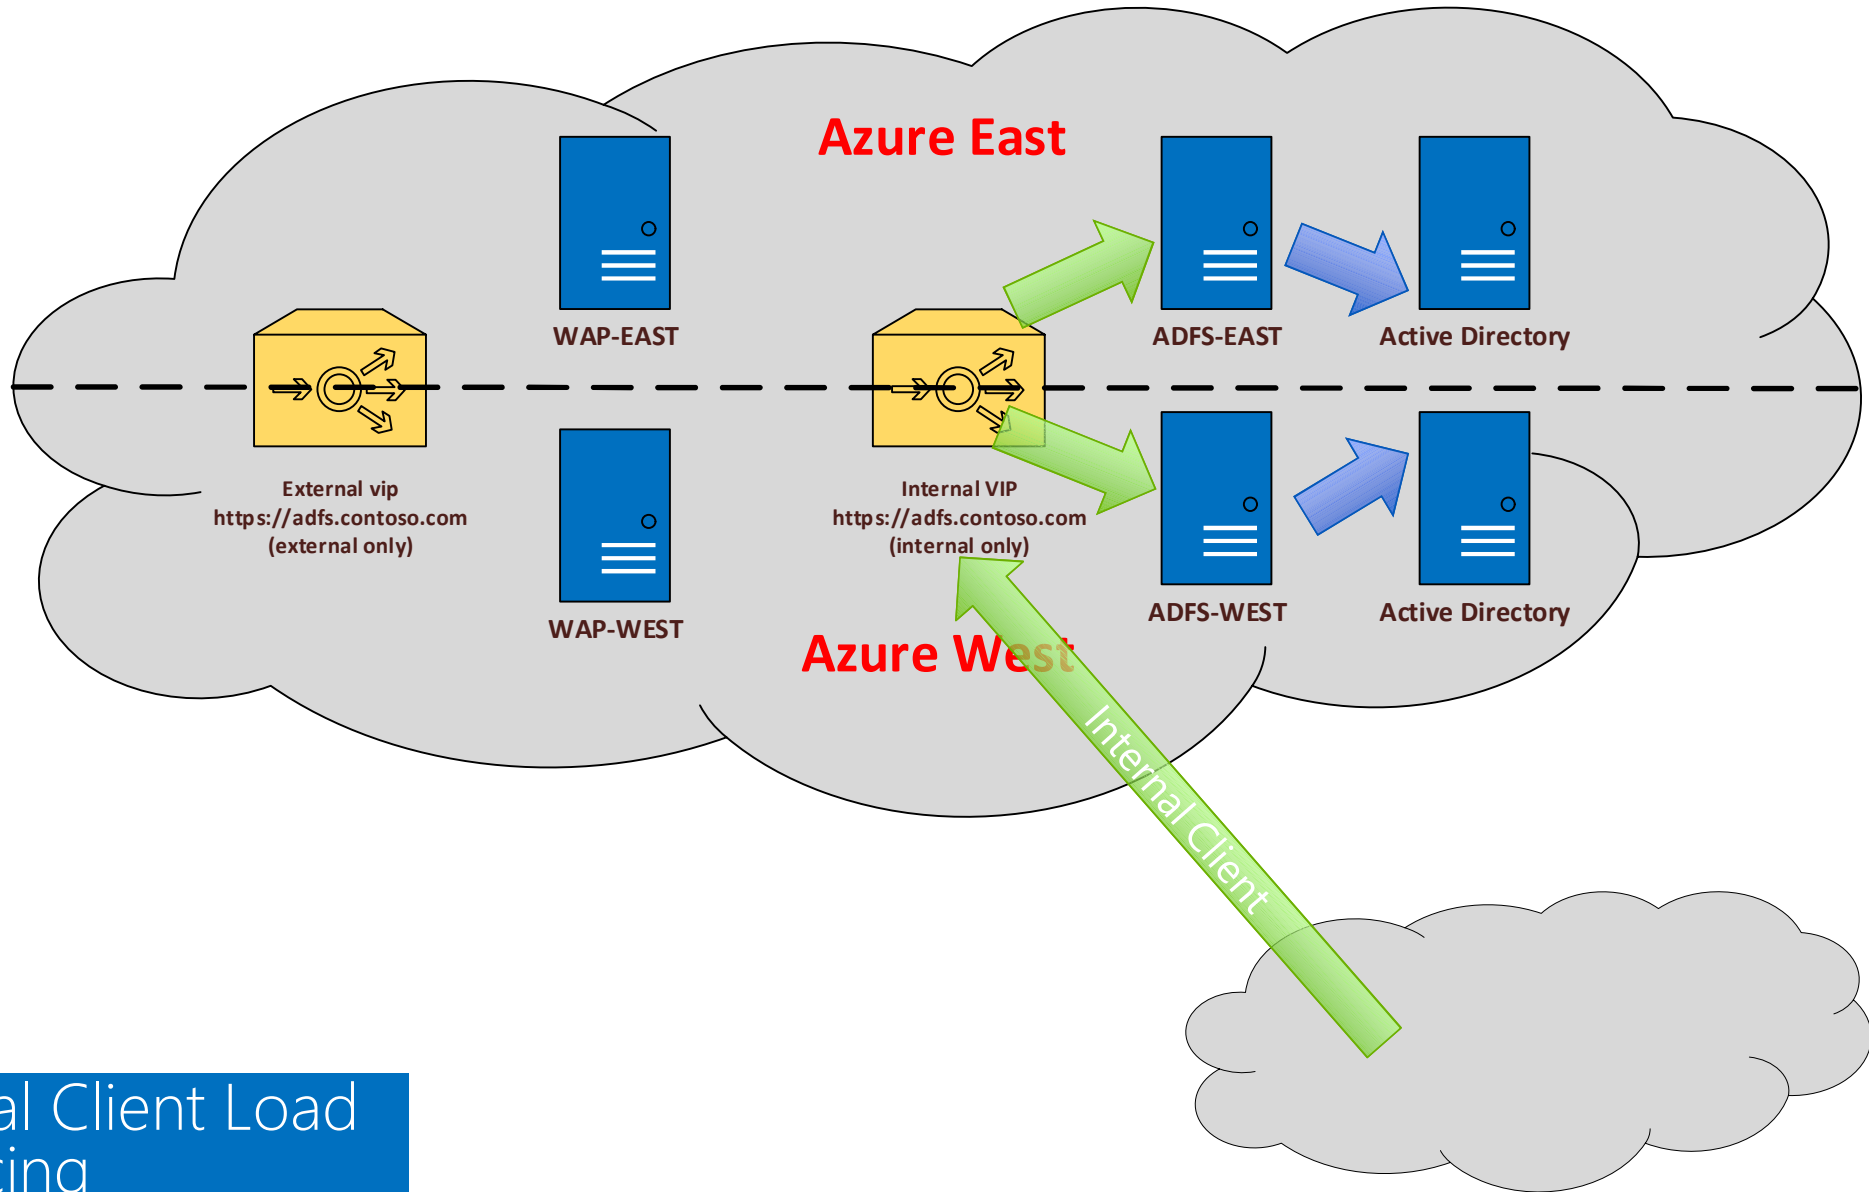 Azure East
WAP-EAST
ADFS-EAST
Active Directory
External vip
https://adfs.contoso.com
(external only)
Internal VIP
https://adfs.contoso.com
(internal only)
WAP-WEST
ADFS-WEST
Active Directory
Azure West
Internal Client
al Client Load
cing